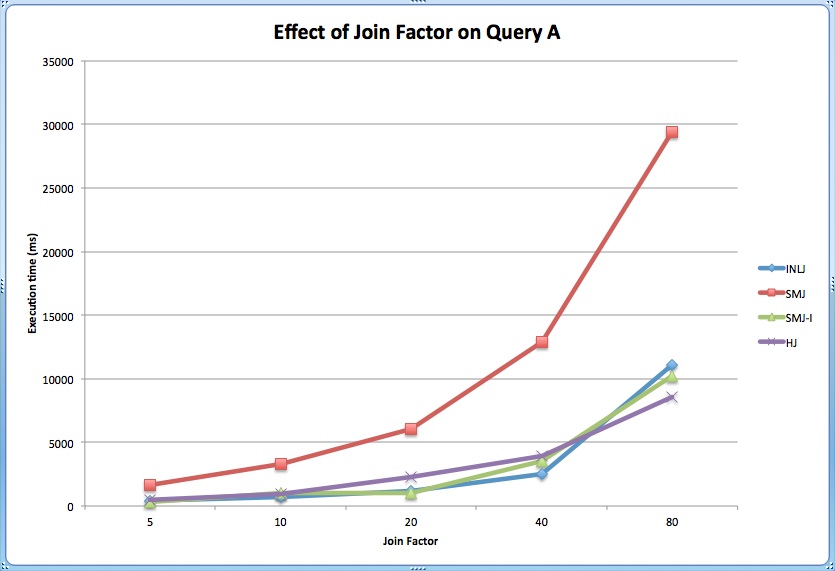 Effect of Join Factor on Query A
35000
30000
25000
20000
15000
10000
5000
0
Execution time (ms)
5 10 20 40 80
Join Factor
INLJ
SMJ
SMJ-I
HJ